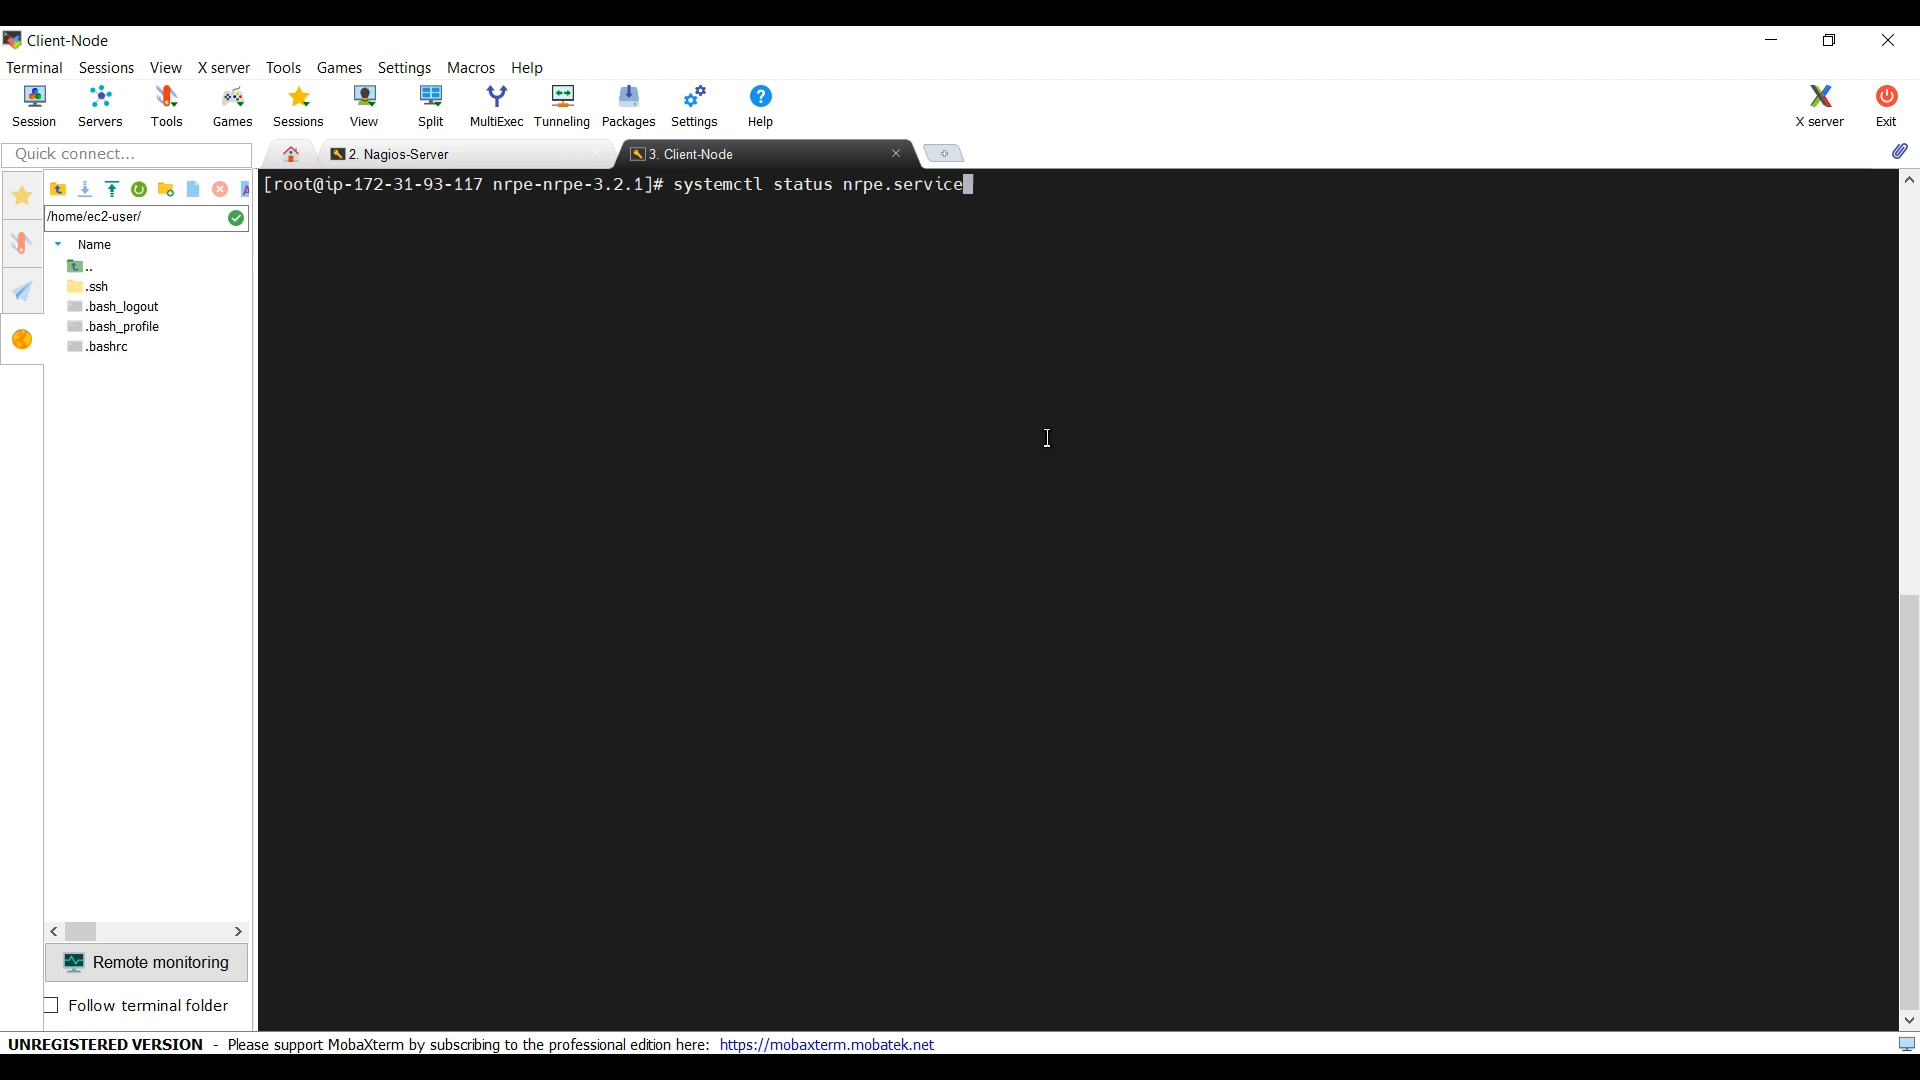 Client-Node
Terminal Sessions View X server Tools Games Settings Macros Help
Session Servers Tools Games Sessions View Split MultiExec Tunneling Packages Settings Help X server Exit
Quick connect...
2. Nagios-Server
3. Client-Node
[root@ip-172-31-93-117 nrpe-nrpe-3.2.1]# systemctl status nrpe.service
/home/ec2-user/
Name
..
.ssh
.bash_logout
.bash_profile
.bashrc
Remote monitoring
Follow terminal folder
UNREGISTERED VERSION - Please support MobaXterm by subscribing to the professional edition here: https://mobaxterm.mobatek.net